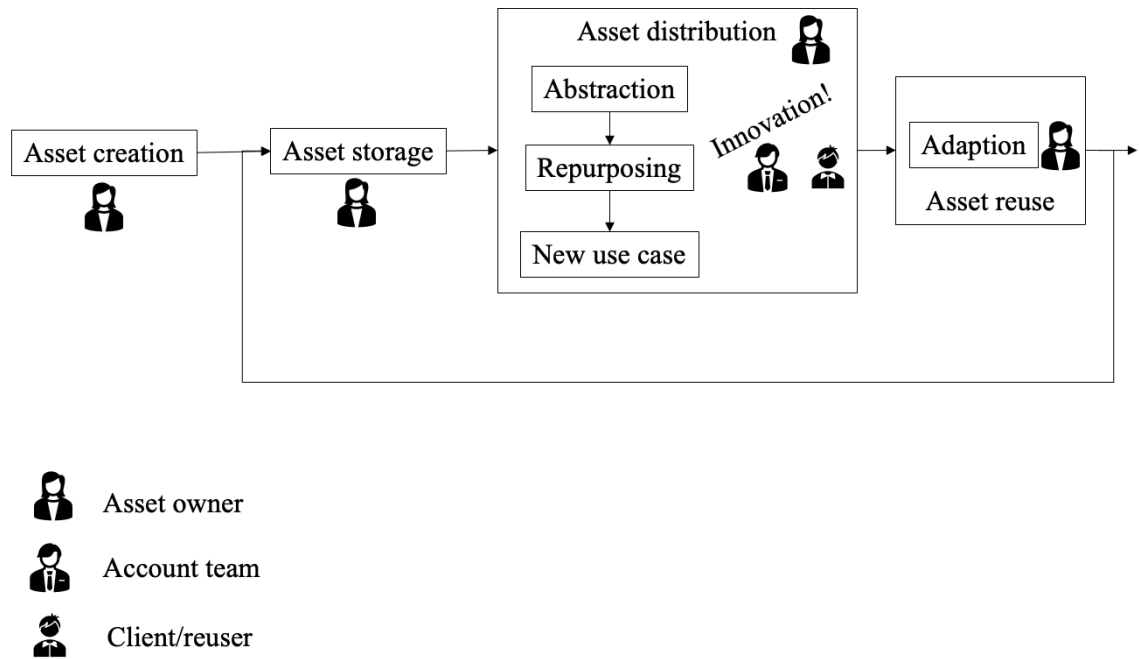 Asset creation
Asset storage
Asset distribution
Abstraction
Repurposing
New use case
Innovation!
Adaption
Asset reuse
Asset owner
Account team
Client/reuser